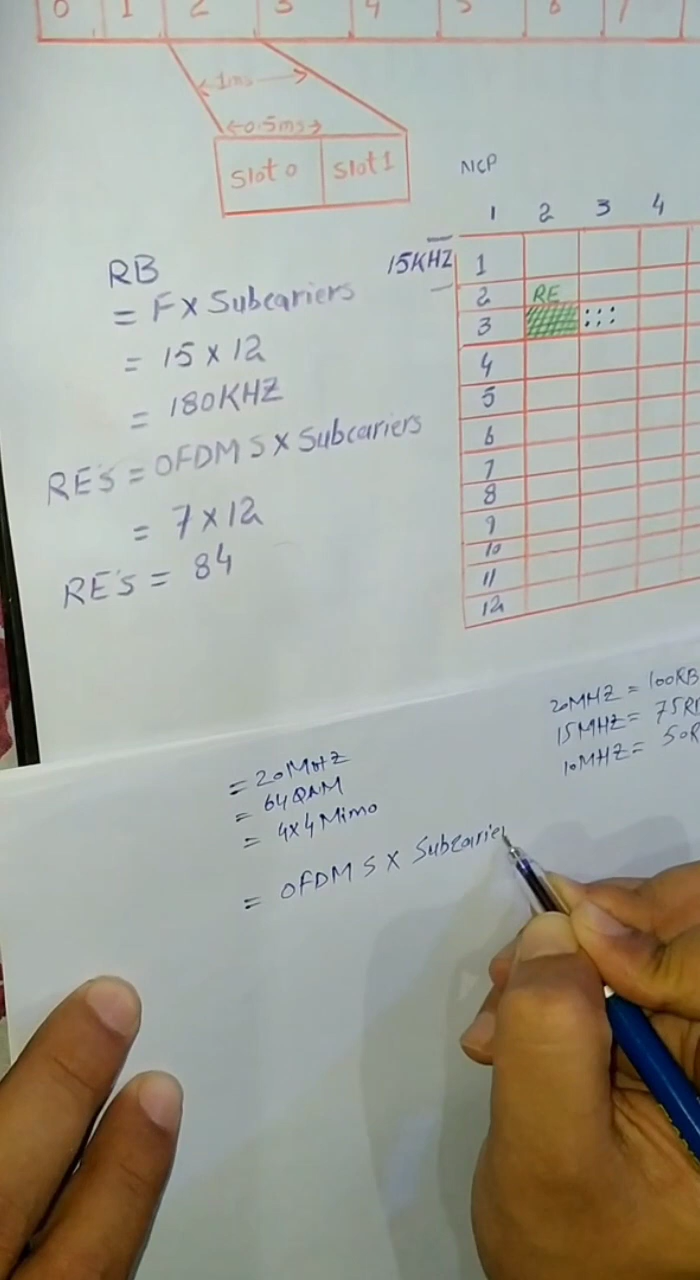 0 1 2 3 4 5 6 7
1ms
0.5ms
Slot 0 Slot 1
NCP
1 2 3 4
15KHZ
1
2 RE
3
4
5
6
7
8
9
10
11
12
RB
= F X Subcariers
= 15 X 12
= 180KHZ
RE'S = OFDM S X Subcariers
= 7 X 12
RE'S = 84
20MHZ = 100RB
15MHZ = 75RB
10MHZ = 50R
= 20MHZ
= 64QAM
= 4X4 Mimo
= OFDM S X Subcarier